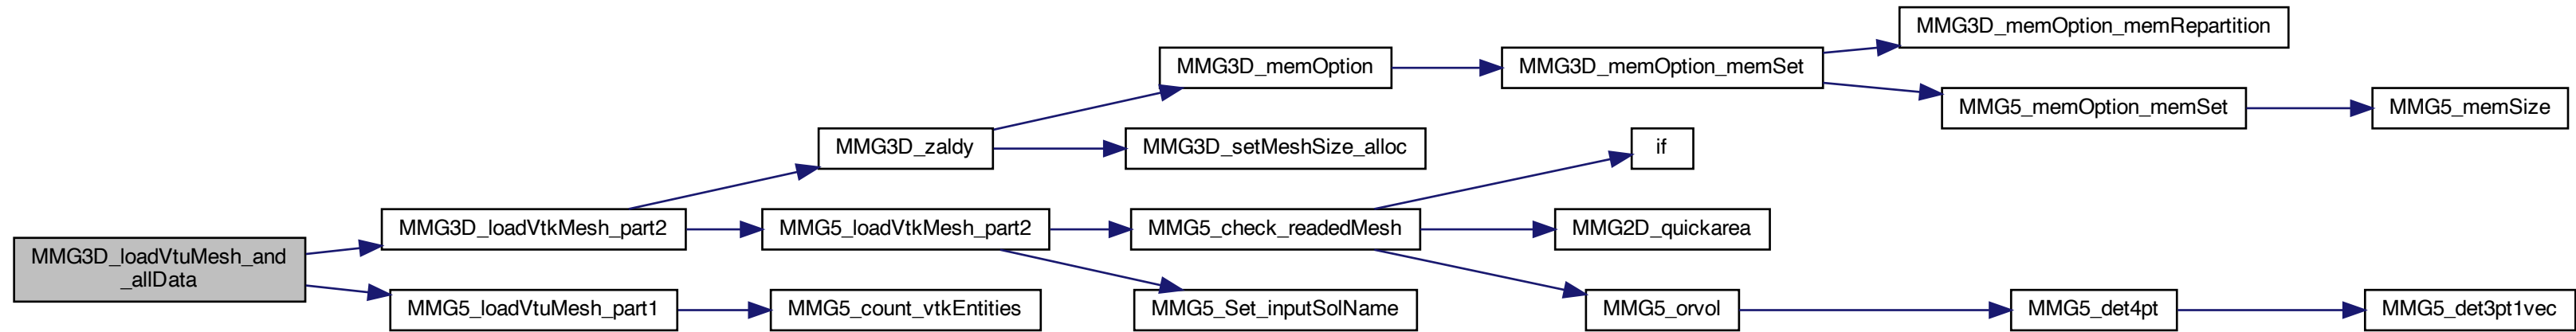 MMG3D_loadVtuMesh_and
_allData
MMG3D_loadVtkMesh_part2
MMG5_loadVtuMesh_part1
MMG3D_zaldy
MMG5_loadVtkMesh_part2
MMG5_count_vtkEntities
MMG3D_memOption
MMG3D_setMeshSize_alloc
MMG5_check_readedMesh
MMG5_Set_inputSolName
MMG3D_memOption_memSet
if
MMG2D_quickarea
MMG5_orvol
MMG3D_memOption_memRepartition
MMG5_memOption_memSet
MMG5_det4pt
MMG5_memSize
MMG5_det3pt1vec